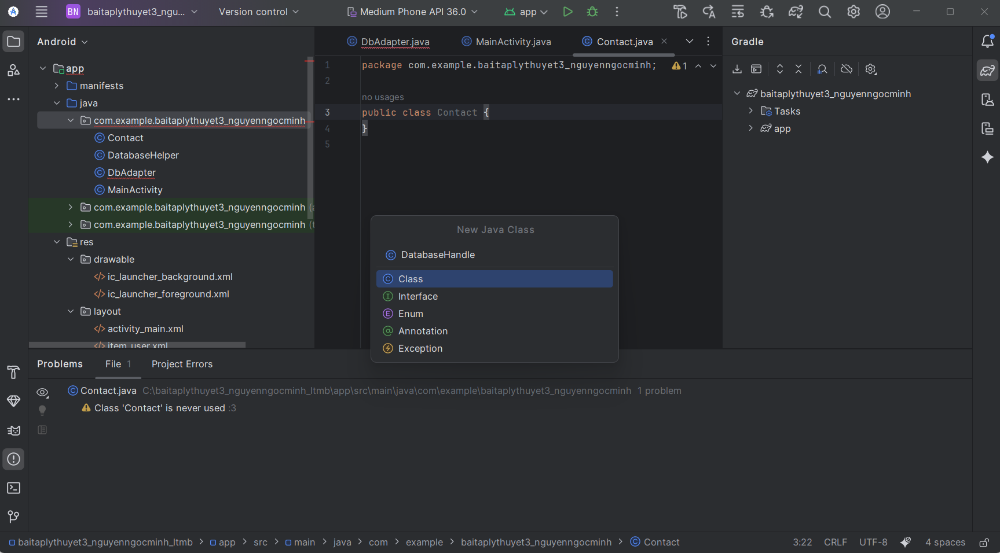 BN baitaplythuyet3_ngu... Version control Medium Phone API 36.0 app
Android
app
manifests
java
com.example.baitaplythuyet3_nguyenngocminh
Contact
DatabaseHelper
DbAdapter
MainActivity
com.example.baitaplythuyet3_nguyenngocminh
com.example.baitaplythuyet3_nguyenngocminh (t
res
drawable
ic_launcher_background.xml
ic_launcher_foreground.xml
layout
activity_main.xml
item_user.xml
DbAdapter.java MainActivity.java Contact.java
1 package com.example.baitaplythuyet3_nguyenngocminh; 1
2
no usages
3 public class Contact {
4 }
5
New Java Class
DatabaseHandle
Class
Interface
Enum
Annotation
Exception
Gradle
baitaplythuyet3_nguyenngocminh
Tasks
app
Problems File 1 Project Errors
Contact.java C:\baitaplythuyet3_nguyenngocminh_ltmb\app\src\main\java\com\example\baitaplythuyet3_nguyenngocminh 1 problem
Class 'Contact' is never used :3
baitaplythuyet3_nguyenngocminh_ltmb > app > src > main > java > com > example > baitaplythuyet3_nguyenngocminh > Contact 3:22 CRLF UTF-8 4 spaces